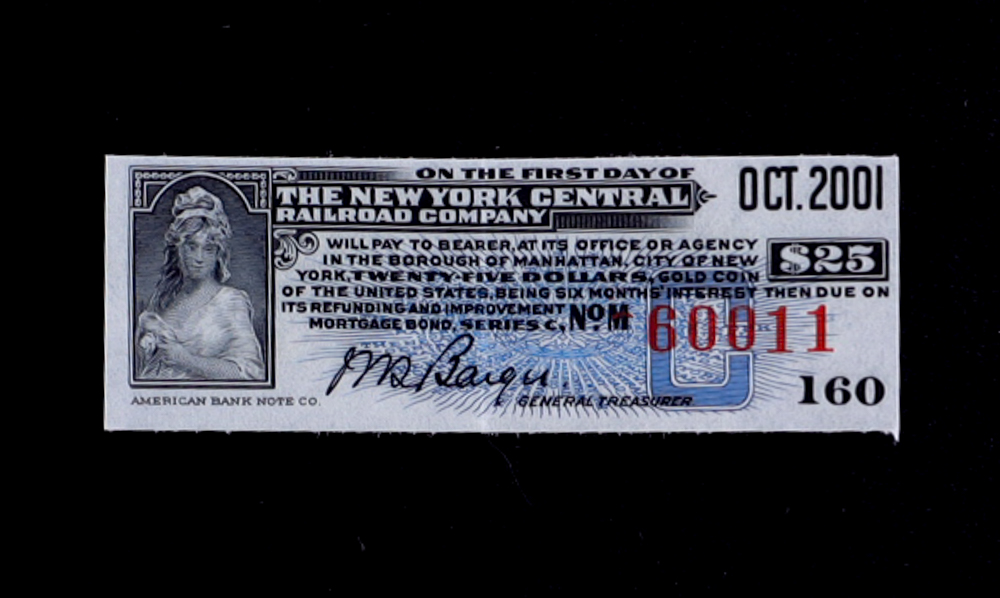 ON THE FIRST DAY OF
THE NEW YORK CENTRAL
RAILROAD COMPANY
OCT. 2001
WILL PAY TO BEARER, AT ITS OFFICE OR AGENCY
IN THE BOROUGH OF MANHATTAN, CITY OF NEW
YORK, TWENTY-FIVE DOLLARS, GOLD COIN
$25
OF THE UNITED STATES, BEING SIX MONTHS' INTEREST THEN DUE ON
ITS REFUNDING AND IMPROVEMENT
MORTGAGE BOND, SERIES C, No. M 60011
C
160
GENERAL TREASURER
AMERICAN BANK NOTE CO.